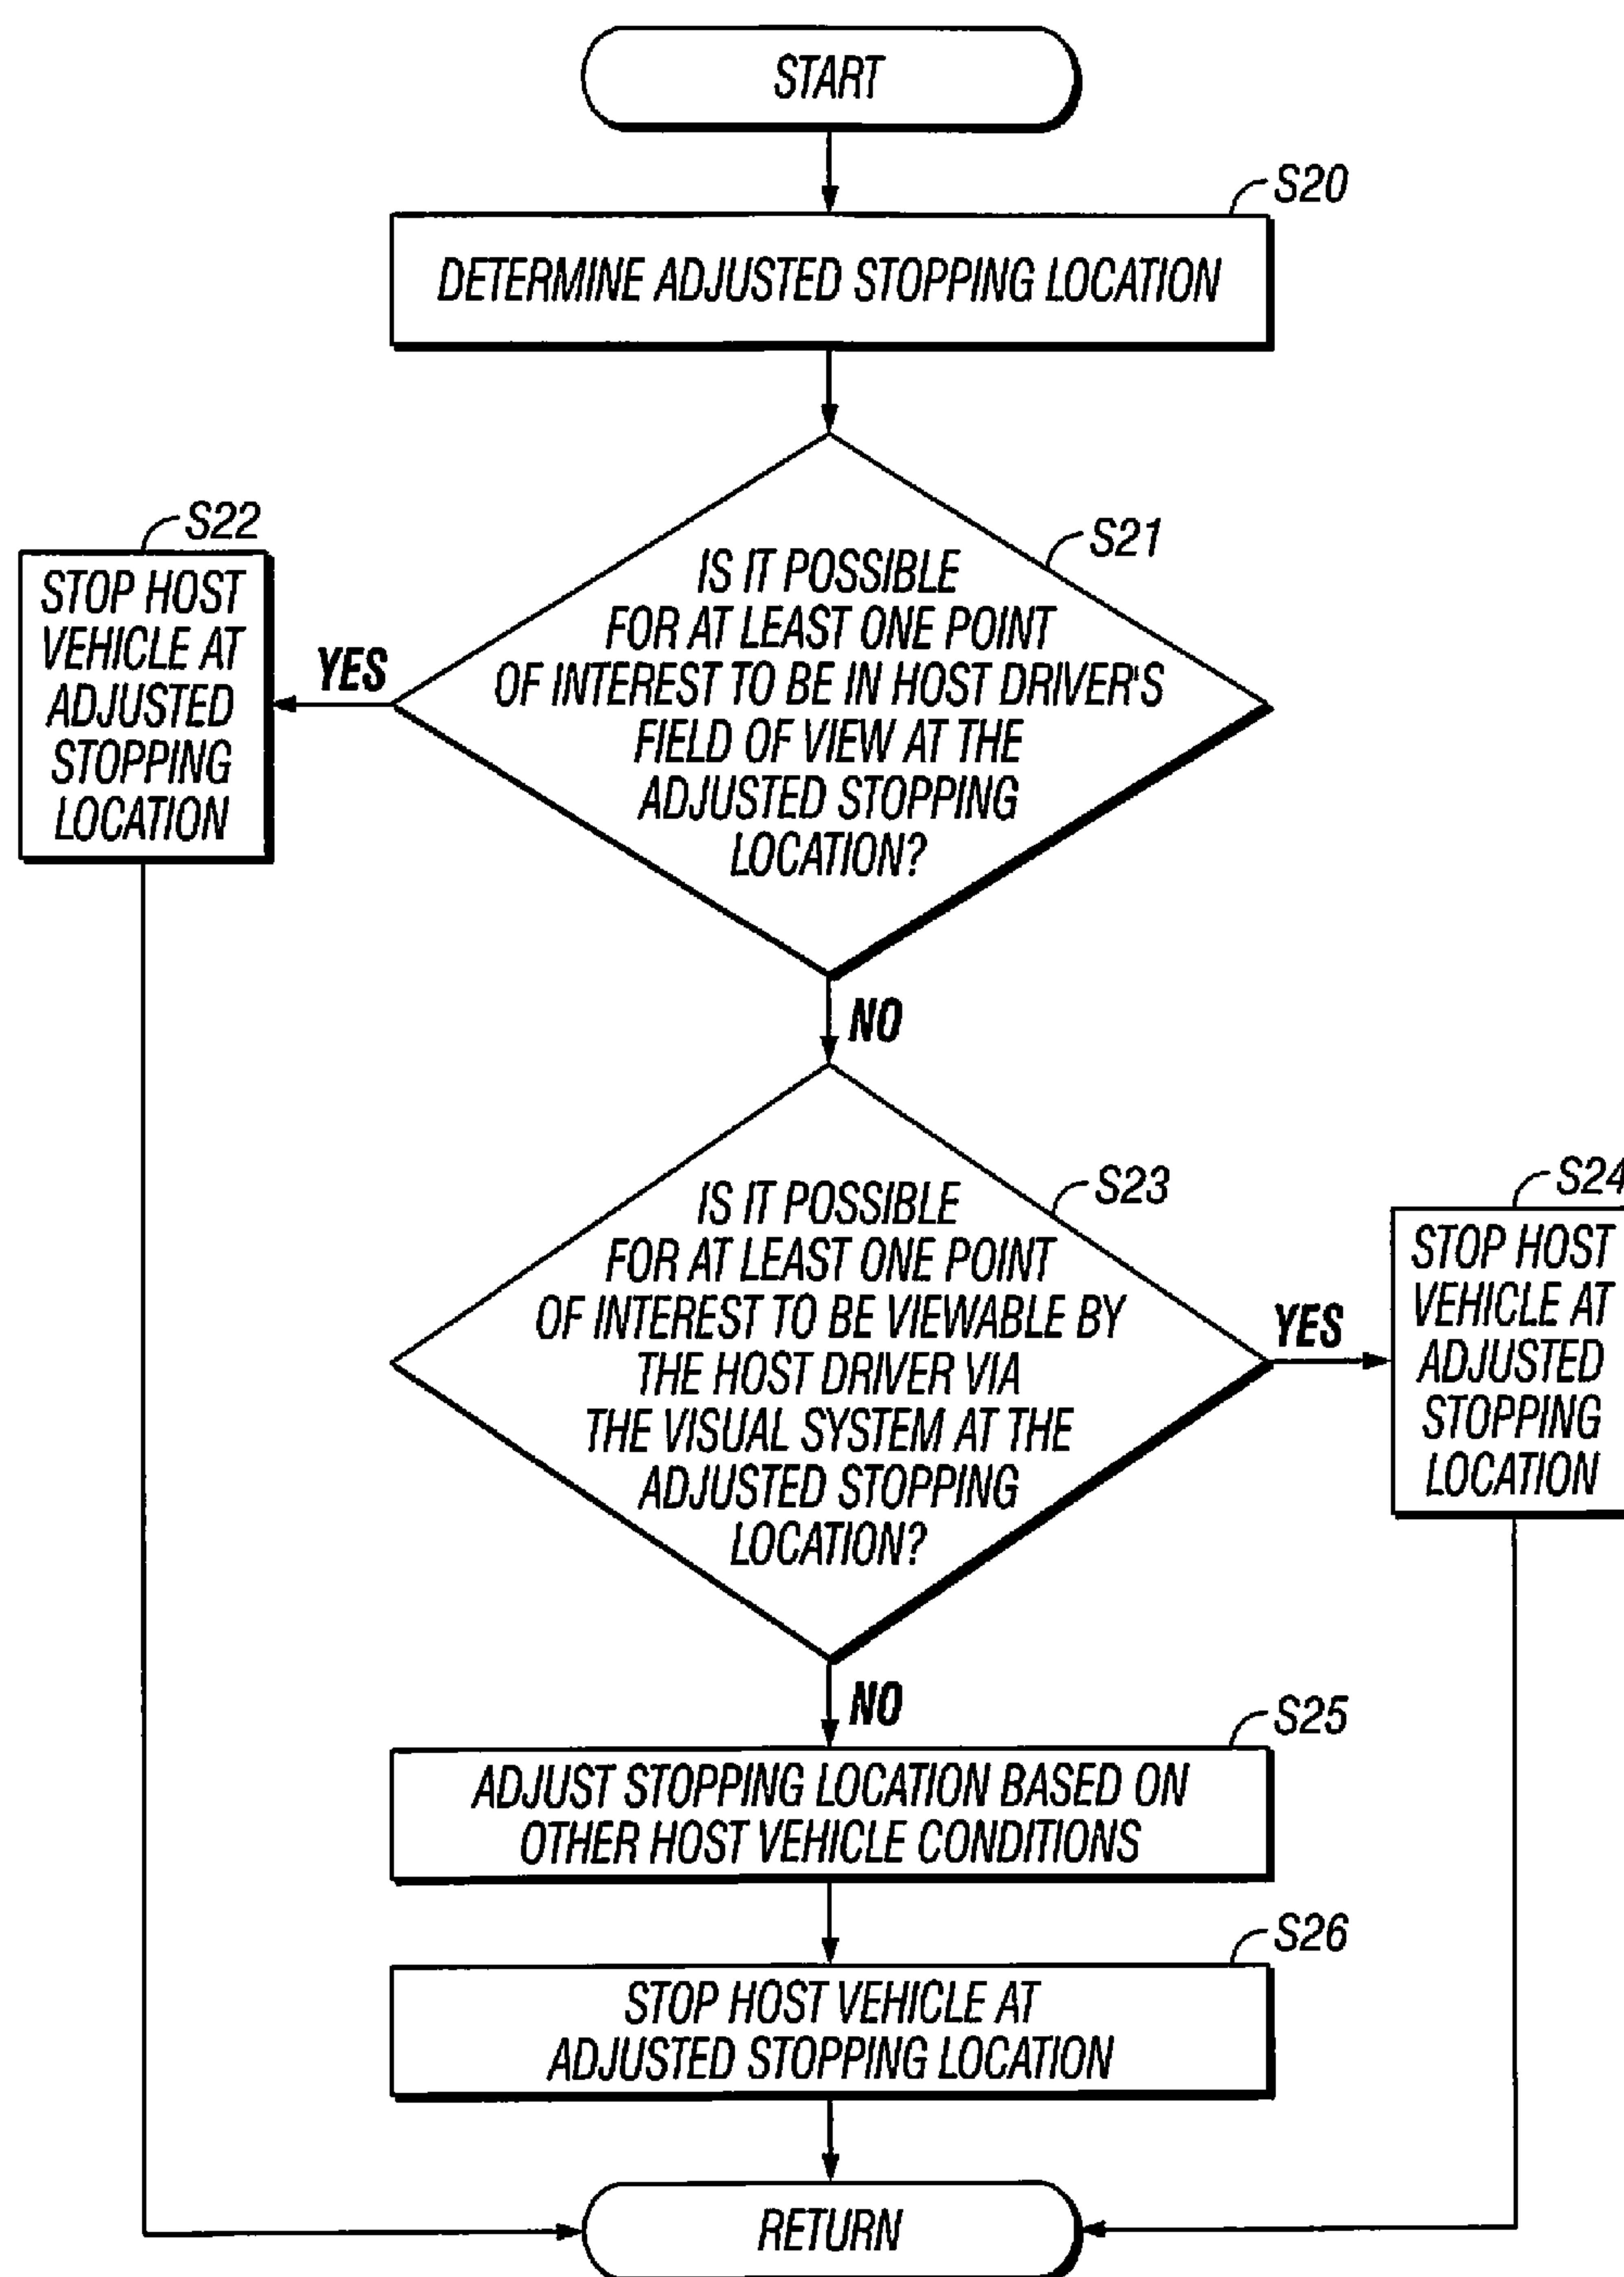 START
S20
DETERMINE ADJUSTED STOPPING LOCATION
S21
IS IT POSSIBLE
FOR AT LEAST ONE POINT
OF INTEREST TO BE IN HOST DRIVER'S
FIELD OF VIEW AT THE
ADJUSTED STOPPING
LOCATION?
YES
S22
STOP HOST
VEHICLE AT
ADJUSTED
STOPPING
LOCATION
NO
S23
IS IT POSSIBLE
FOR AT LEAST ONE POINT
OF INTEREST TO BE VIEWABLE BY
THE HOST DRIVER VIA
THE VISUAL SYSTEM AT THE
ADJUSTED STOPPING
LOCATION?
YES
S24
STOP HOST
VEHICLE AT
ADJUSTED
STOPPING
LOCATION
NO
S25
ADJUST STOPPING LOCATION BASED ON
OTHER HOST VEHICLE CONDITIONS
S26
STOP HOST VEHICLE AT
ADJUSTED STOPPING LOCATION
RETURN